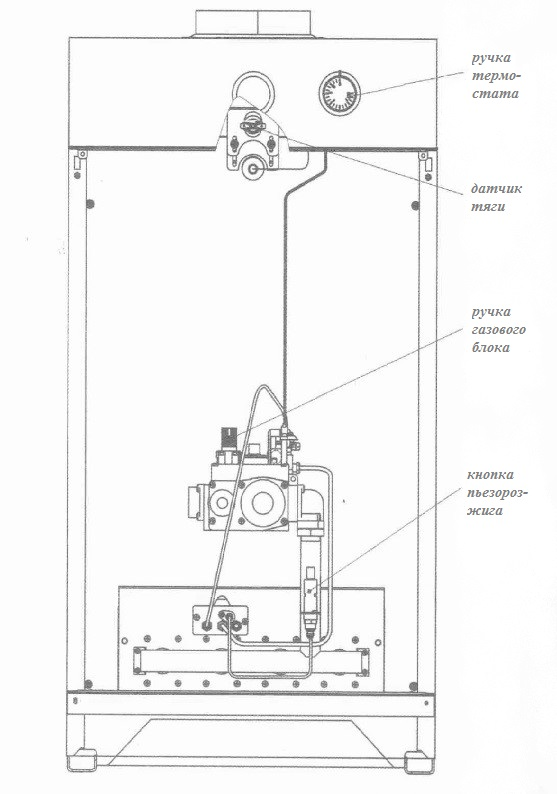 ручка
термо-
стата
датчик
тяги
ручка
газового
блока
кнопка
пьезороз-
жига